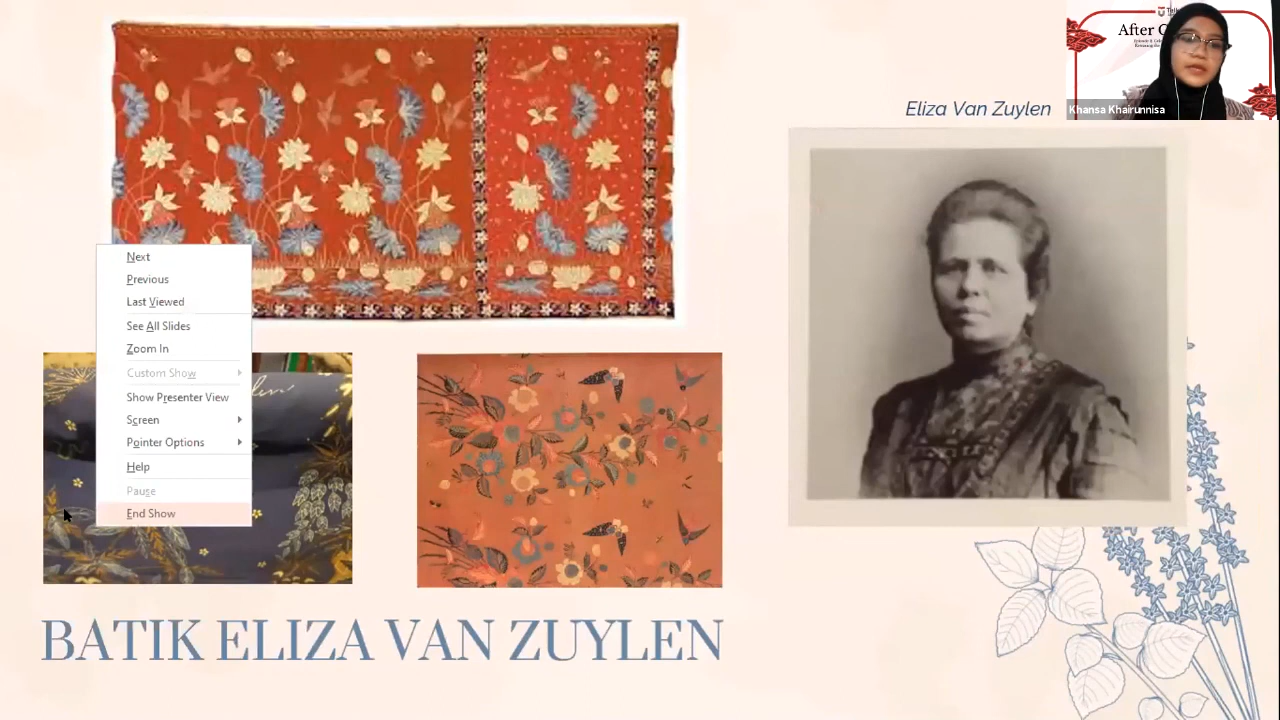 After
Khansa Khairunnisa
Eliza Van Zuylen
Next
Previous
Last Viewed
See All Slides
Zoom In
Custom Show
Show Presenter View
Screen
Pointer Options
Help
Pause
End Show
BATIK ELIZA VAN ZUYLEN